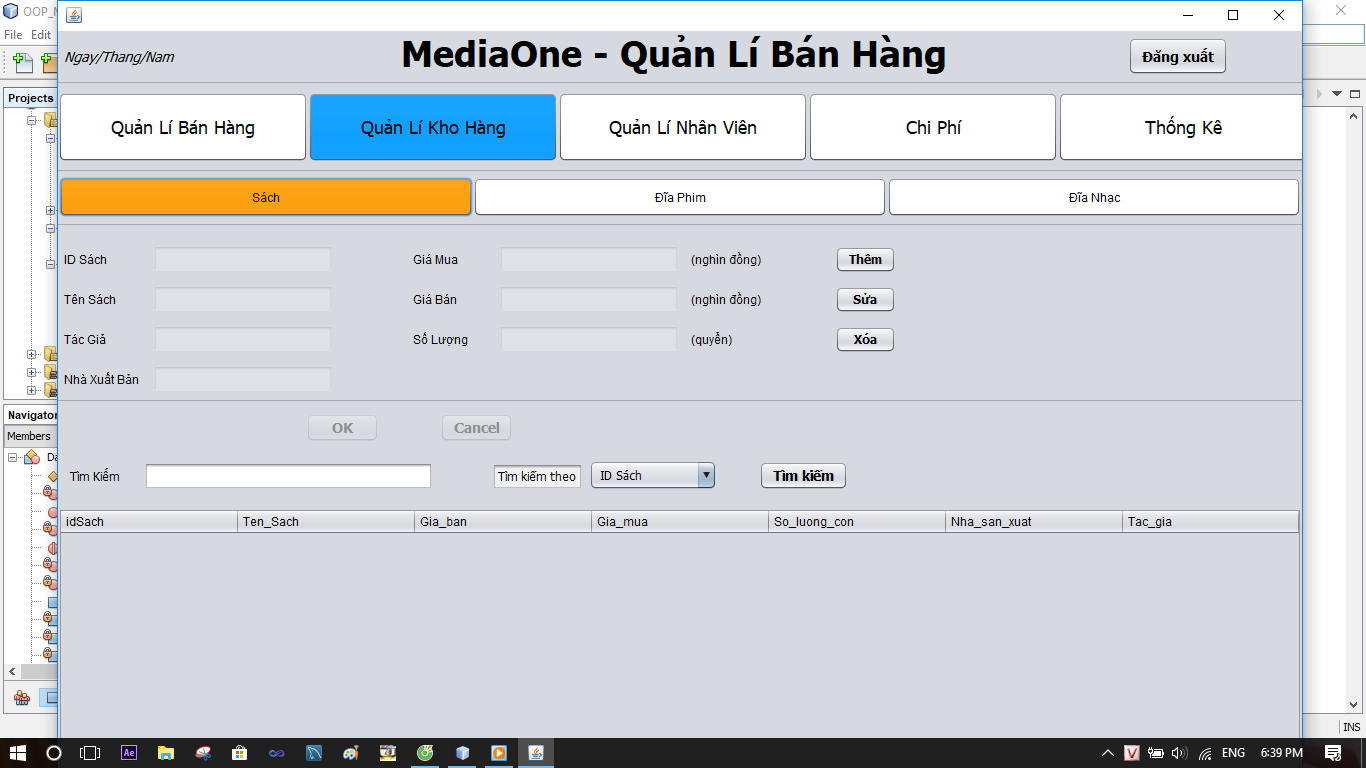 OOP_
File Edit
Ngay/Thang/Nam
MediaOne - Quản Lí Bán Hàng
Đăng xuất
Projects
Quản Lí Bán Hàng
Quản Lí Kho Hàng
Quản Lí Nhân Viên
Chi Phí
Thống Kê
Sách
Đĩa Phim
Đĩa Nhạc
ID Sách
Giá Mua
(nghìn đồng)
Thêm
Tên Sách
Giá Bán
(nghìn đồng)
Sửa
Tác Giả
Số Lượng
(quyển)
Xóa
Nhà Xuất Bản
Navigator
Members
OK
Cancel
Tìm Kiếm
Tìm kiếm theo
ID Sách
Tìm kiếm
idSach Ten_Sach Gia_ban Gia_mua So_luong_con Nha_san_xuat Tac_gia
INS
Ae
V
ENG
6:39 PM